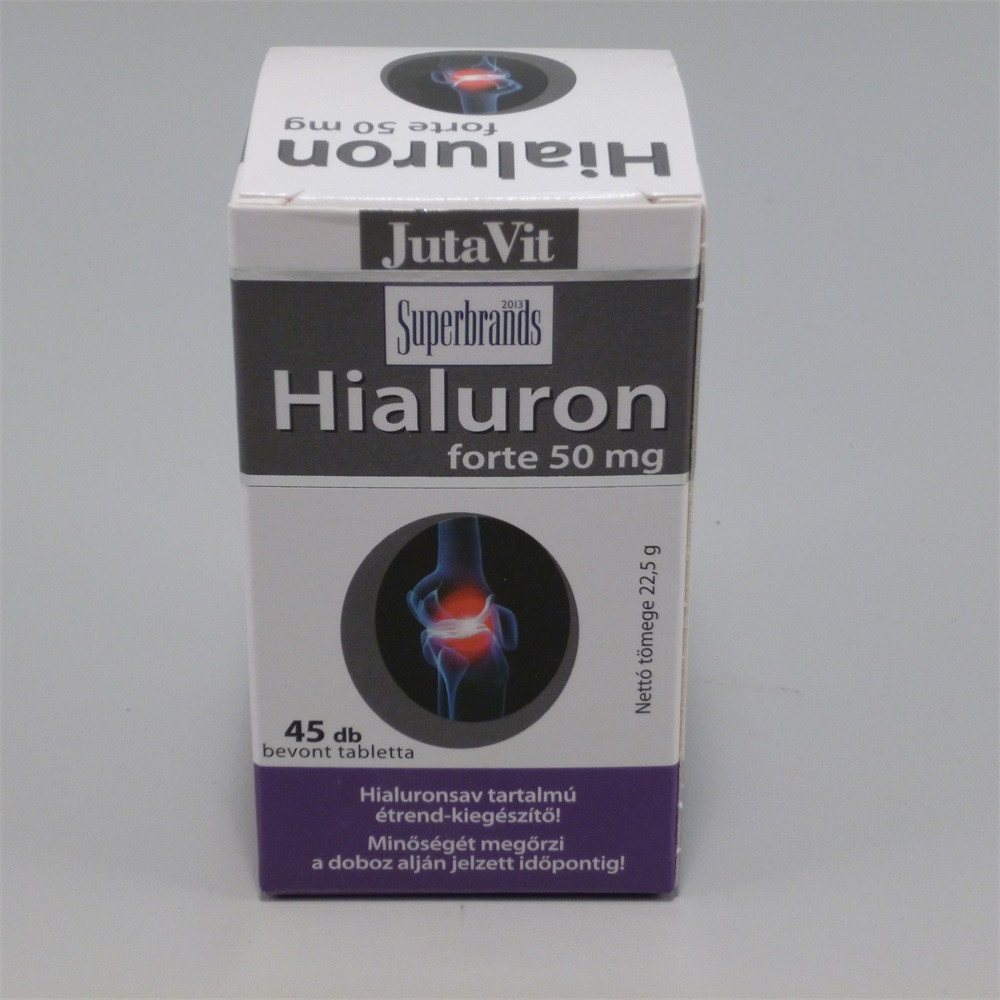 Hialuron
forte 50 mg
JutaVit
2013
Superbrands
Hialuron
forte 50 mg
Nettó tömege 22,5 g
45 db
bevont tabletta
Hialuronsav tartalmú
étrend-kiegészítő!
Minőségét megőrzi
a doboz alján jelzett időpontig!